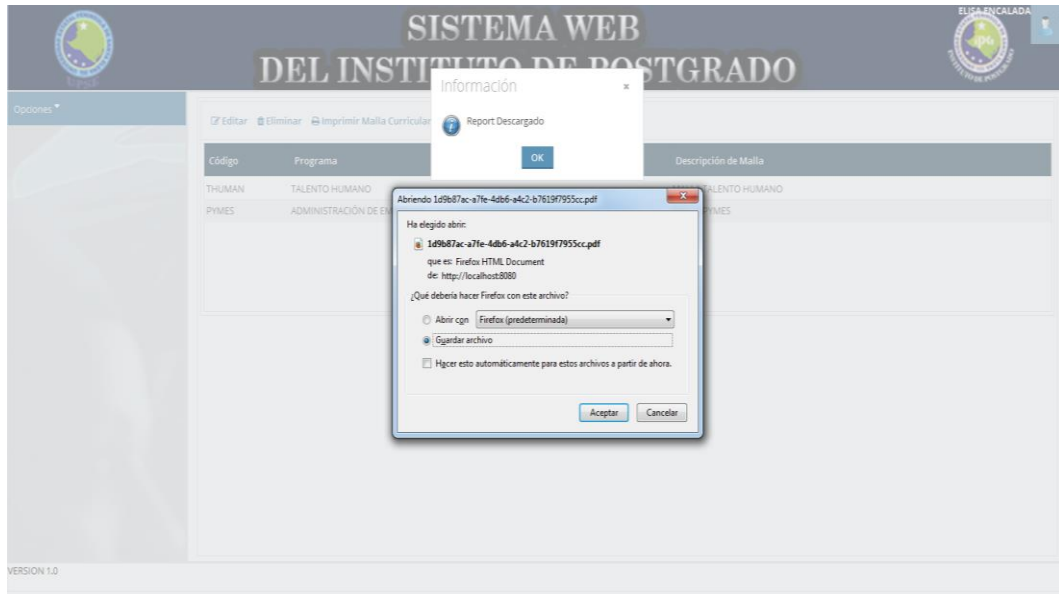 SISTEMA WEB
DEL INSTITUTO DE POSTGRADO
ELISA ENCALADA
Opciones
Información ×
Report Descargado
OK
Editar Eliminar Imprimir Malla Curricular
Código Programa Descripción de Malla
THUMAN TALENTO HUMANO TALENTO HUMANO
PYMES ADMINISTRACIÓN DE EM PYMES
Abriendo 1d9b87ac-a7fe-4db6-a4c2-b7619f7955cc.pdf
Ha elegido abrir:
1d9b87ac-a7fe-4db6-a4c2-b7619f7955cc.pdf
que es: Firefox HTML Document
de: http://localhost:8080
¿Qué debería hacer Firefox con este archivo?
Abrir con Firefox (predeterminada)
Guardar archivo
Hacer esto automáticamente para estos archivos a partir de ahora.
Aceptar Cancelar
VERSION 1.0